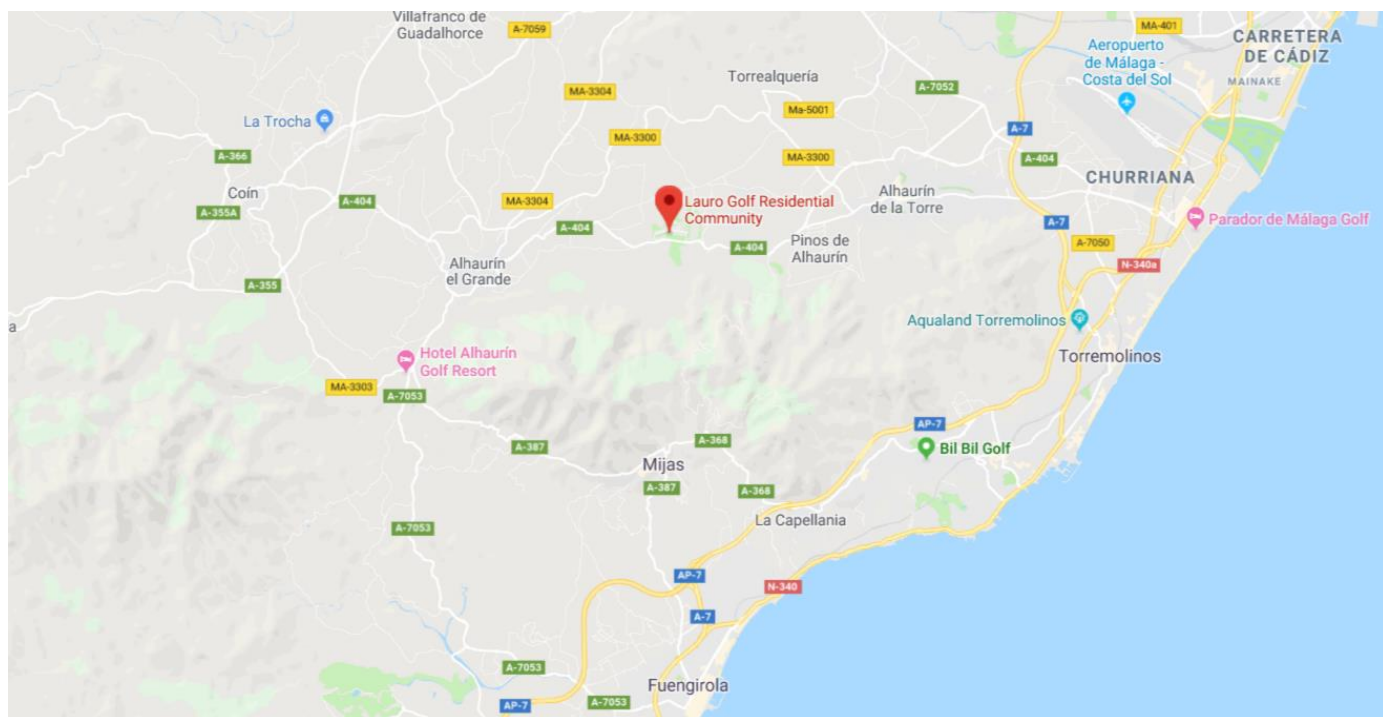 Villafranco de
Guadalhorce
A-7059
MA-401
CARRETERA
DE CÁDIZ
Aeropuerto
de Málaga -
Costa del Sol
MAINAKE
Torrealquería
MA-3304
A-7052
Ma-5001
La Trocha
A-7
MA-3300
A-366
MA-3300
A-404
CHURRIANA
Coín
A-404
MA-3304
Lauro Golf Residential
Community
Alhaurín
de la Torre
A-355A
A-404
A-7
Parador de Málaga Golf
A-404
Pinos de
Alhaurín
A-7050
N-340a
Alhaurín
el Grande
A-355
a
Aqualand Torremolinos
Torremolinos
Hotel Alhaurín
Golf Resort
MA-3303
A-7053
AP-7
A-368
A-387
Bil Bil Golf
Mijas
A-387
A-368
La Capellania
A-7053
AP-7
N-340
A-7
A-7053
Fuengirola
AP-7
A-7053